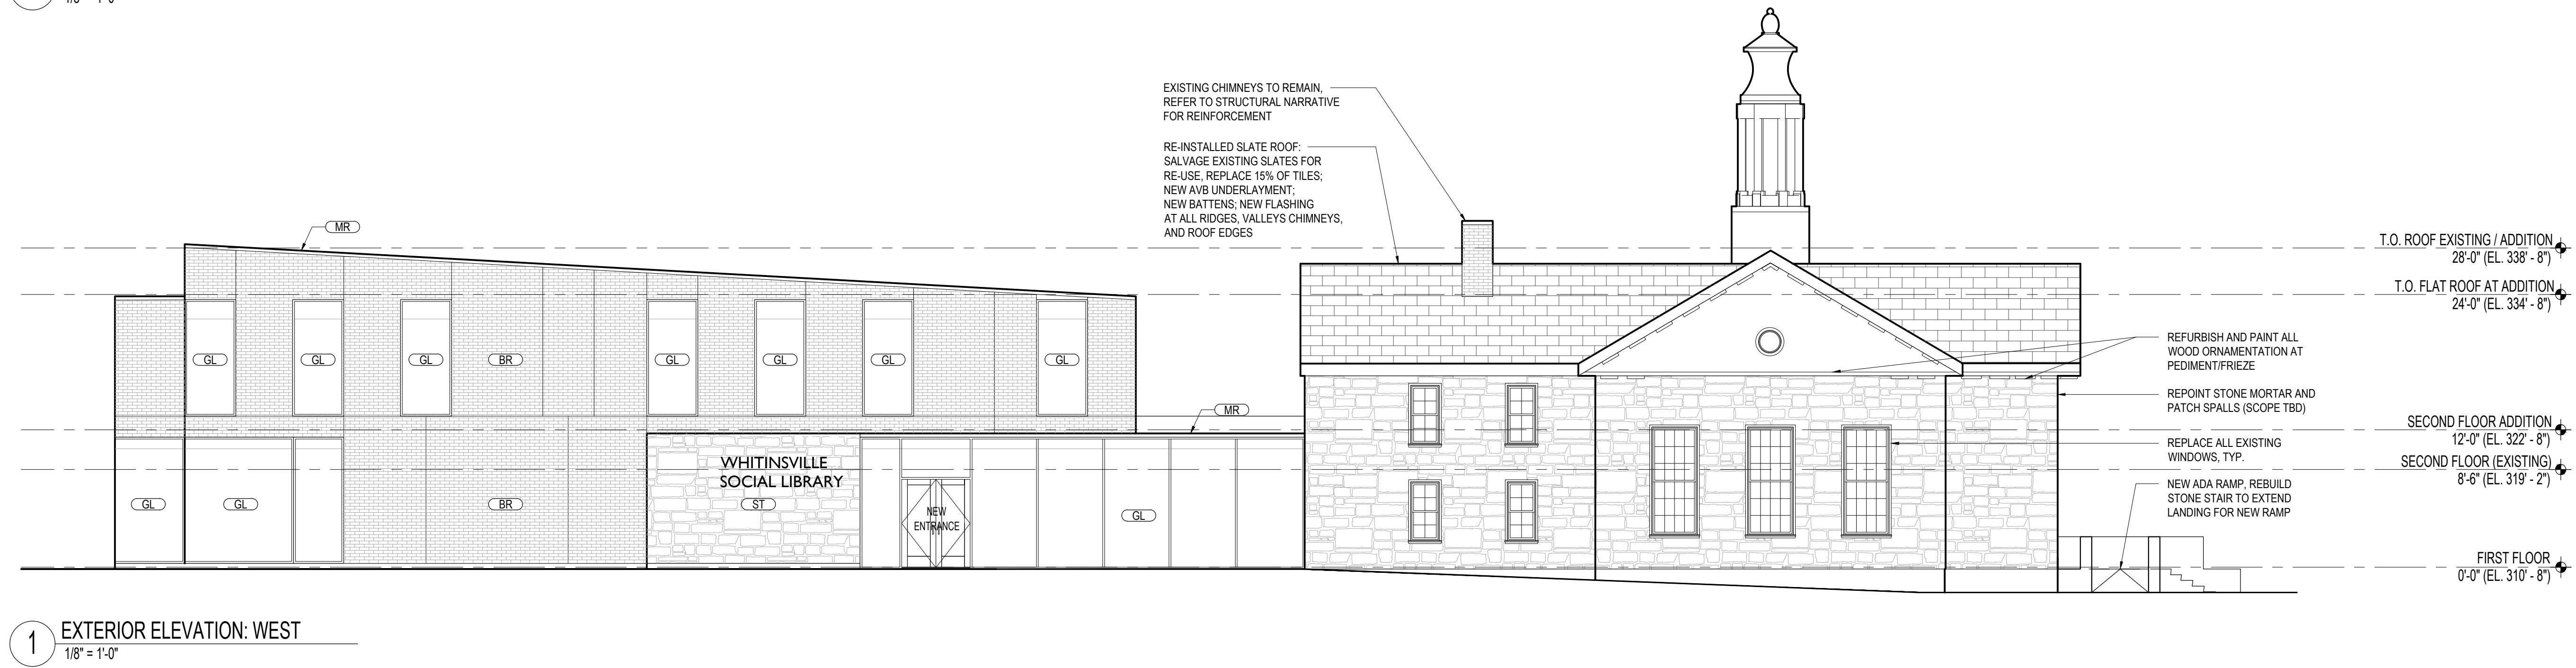 EXISTING CHIMNEYS TO REMAIN,
REFER TO STRUCTURAL NARRATIVE
FOR REINFORCEMENT
RE-INSTALLED SLATE ROOF:
SALVAGE EXISTING SLATES FOR
RE-USE, REPLACE 15% OF TILES;
NEW AVB UNDERLAYMENT;
NEW BATTENS; NEW FLASHING
AT ALL RIDGES, VALLEYS CHIMNEYS,
AND ROOF EDGES
MR
T.O. ROOF EXISTING / ADDITION
28'-0" (EL. 338' - 8")
T.O. FLAT ROOF AT ADDITION
24'-0" (EL. 334' - 8")
REFURBISH AND PAINT ALL
WOOD ORNAMENTATION AT
PEDIMENT/FRIEZE
GL
GL
GL
BR
GL
GL
GL
GL
REPOINT STONE MORTAR AND
PATCH SPALLS (SCOPE TBD)
MR
SECOND FLOOR ADDITION
12'-0" (EL. 322' - 8")
REPLACE ALL EXISTING
WINDOWS, TYP.
SECOND FLOOR (EXISTING)
8'-6" (EL. 319' - 2")
WHITINSVILLE
SOCIAL LIBRARY
NEW ADA RAMP, REBUILD
STONE STAIR TO EXTEND
LANDING FOR NEW RAMP
GL
GL
BR
ST
NEW
ENTRANCE
GL
FIRST FLOOR
0'-0" (EL. 310' - 8")
1
EXTERIOR ELEVATION: WEST
1/8" = 1'-0"